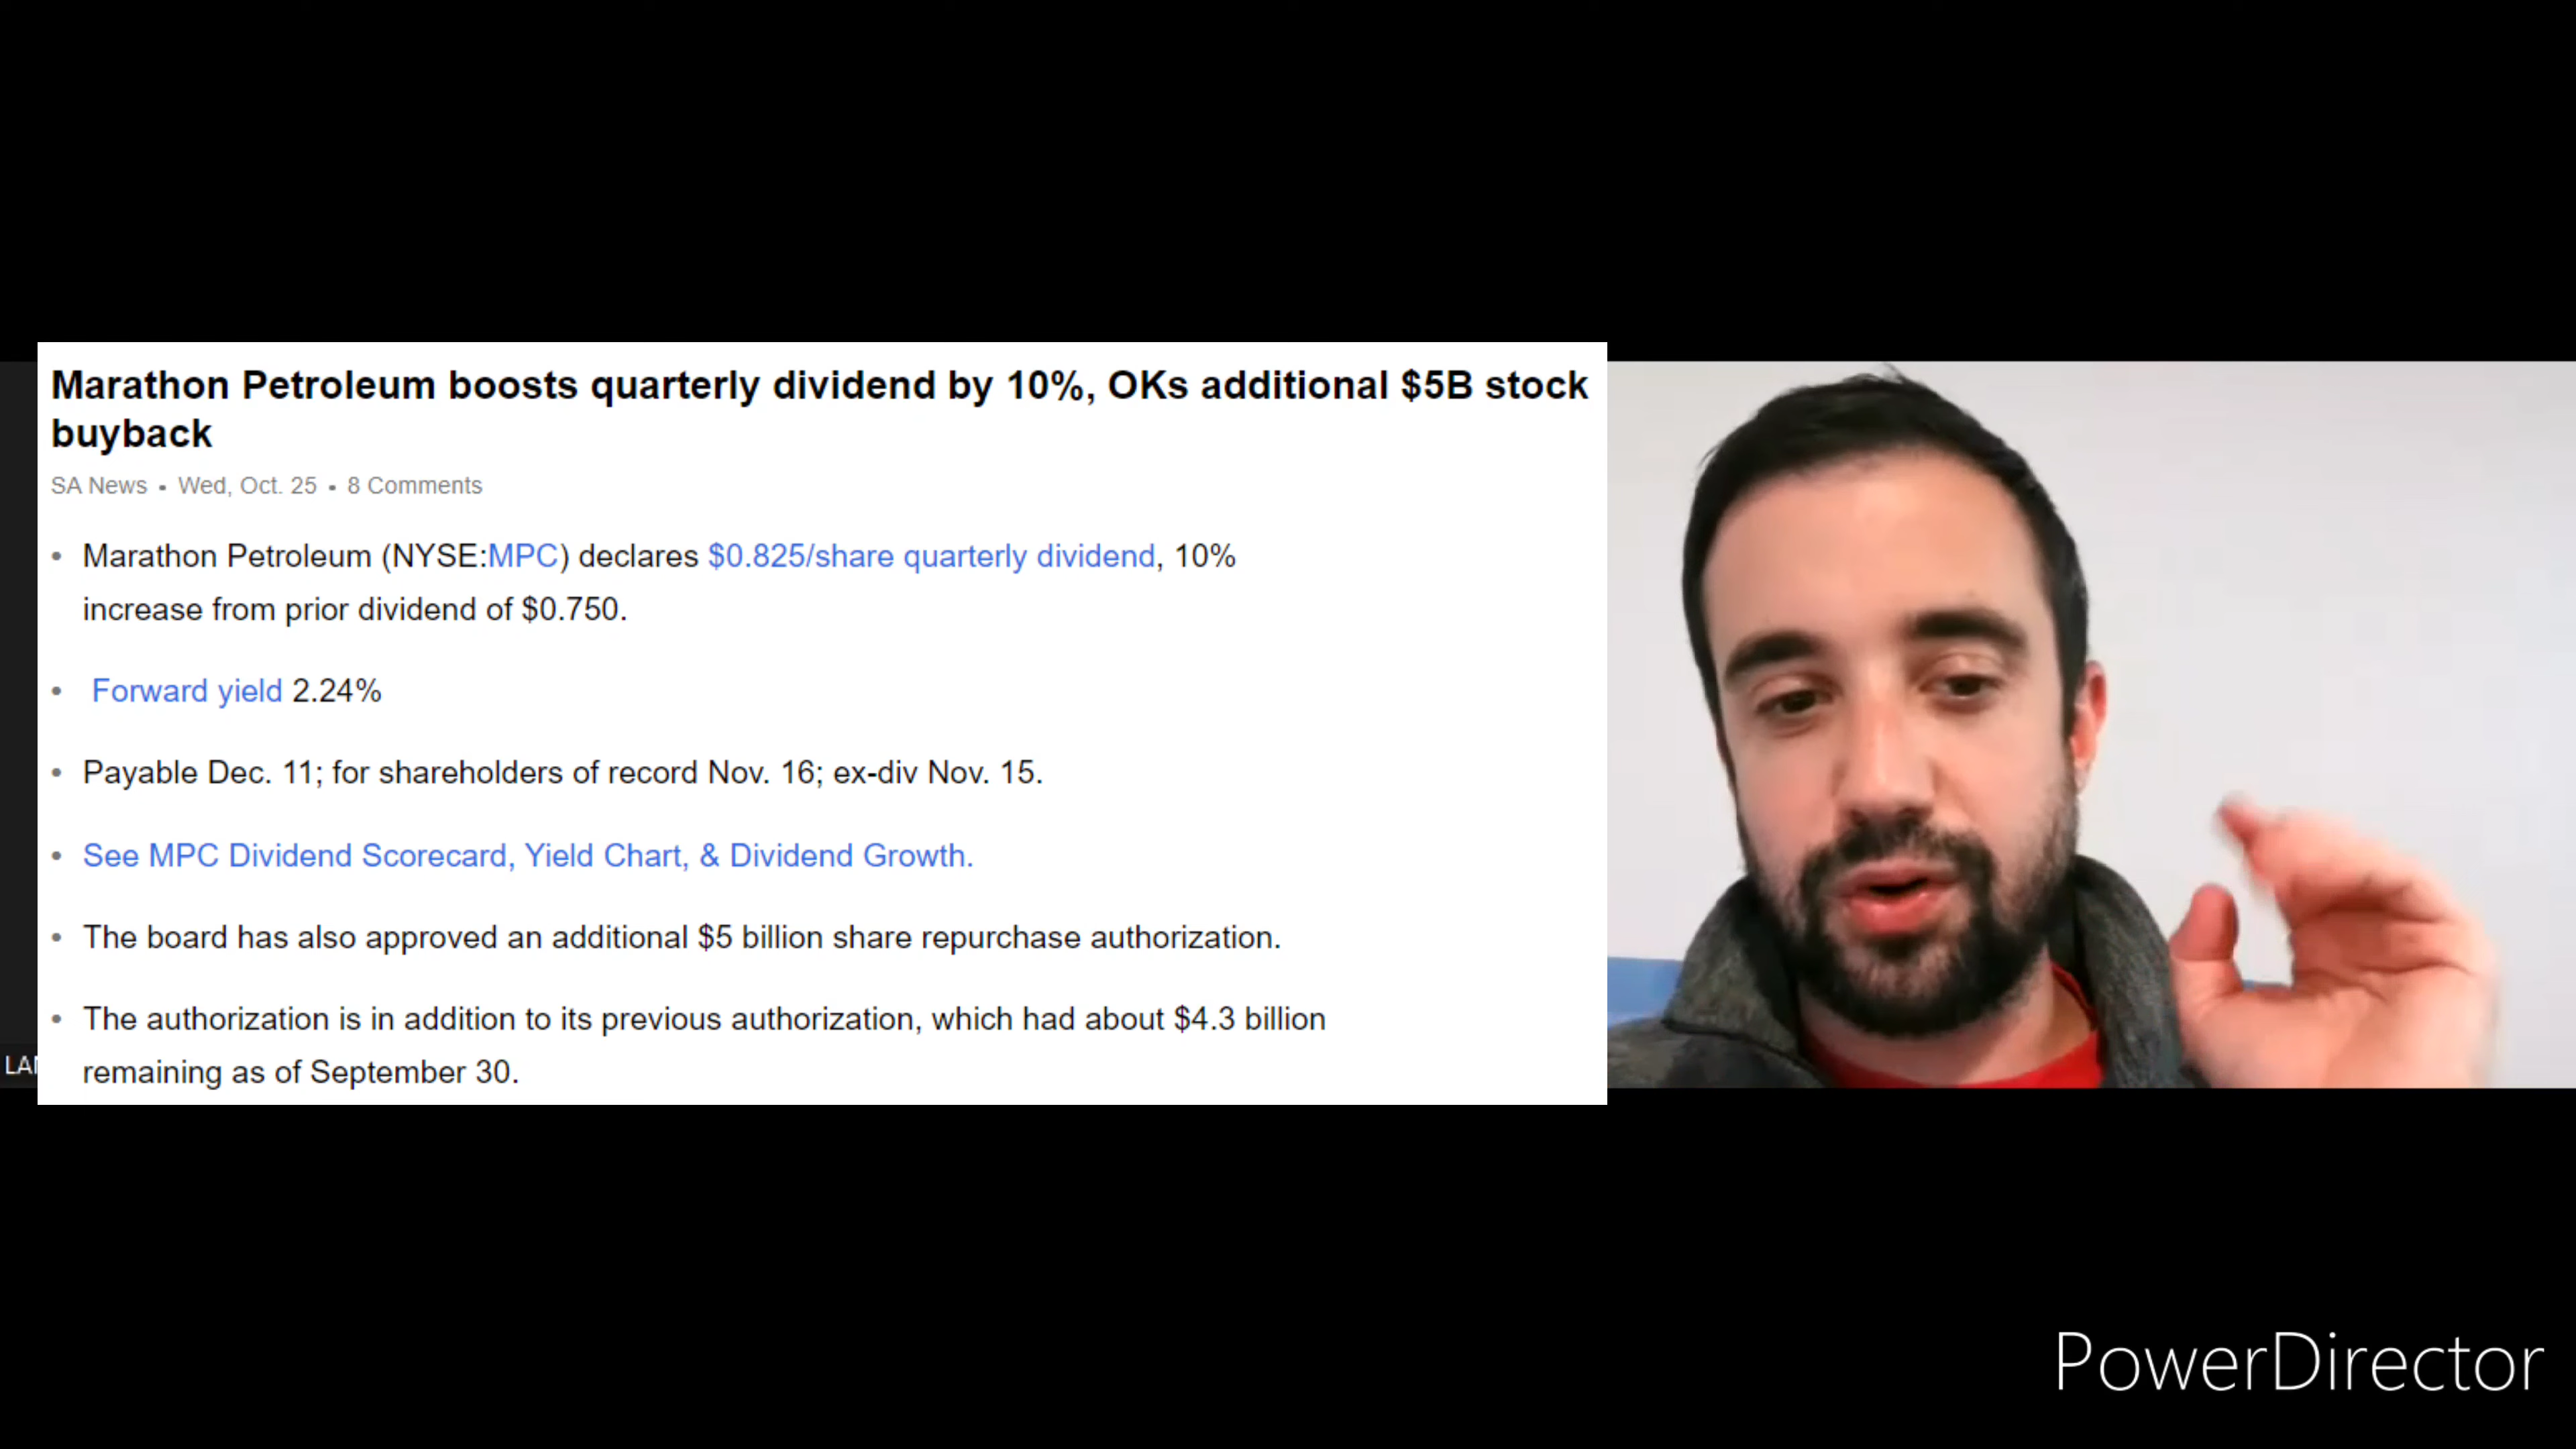 Marathon Petroleum boosts quarterly dividend by 10%, OKs additional $5B stock
buyback
SA News • Wed, Oct. 25 • 8 Comments
• Marathon Petroleum (NYSE:MPC) declares $0.825/share quarterly dividend, 10%
increase from prior dividend of $0.750.
• Forward yield 2.24%
• Payable Dec. 11; for shareholders of record Nov. 16; ex-div Nov. 15.
• See MPC Dividend Scorecard, Yield Chart, & Dividend Growth.
• The board has also approved an additional $5 billion share repurchase authorization.
• The authorization is in addition to its previous authorization, which had about $4.3 billion
remaining as of September 30.
PowerDirector